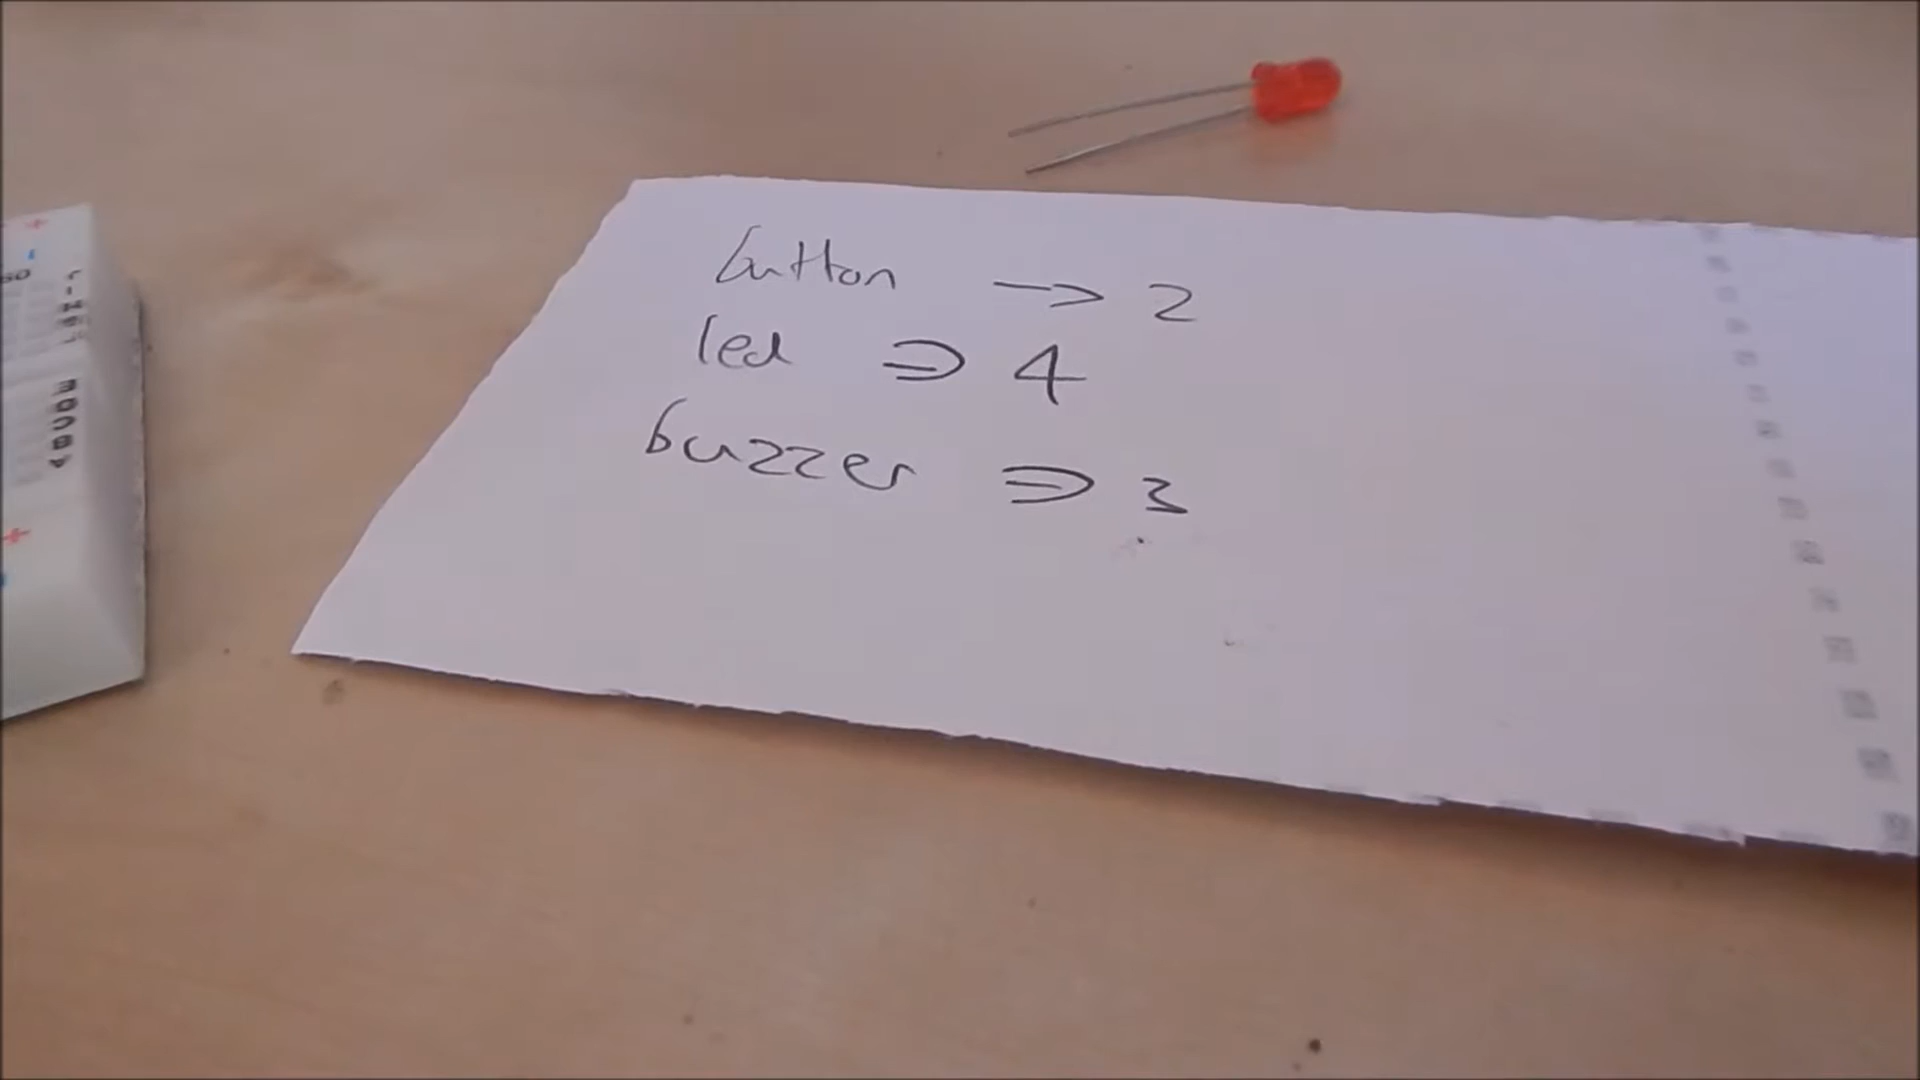 button → 2
led ⇒ 4
buzzer ⇒ 3